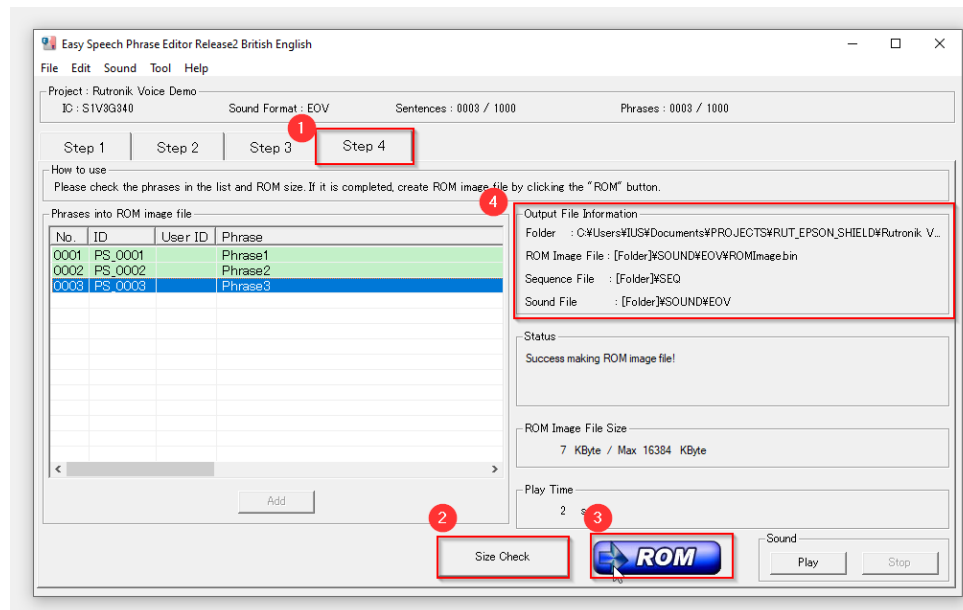 Easy Speech Phrase Editor Release2 British English
File Edit Sound Tool Help
Project : Rutronik Voice Demo
IC : S1V3G340 Sound Format : EOV Sentences : 0003 / 1000 Phrases : 0003 / 1000
1
Step 1 Step 2 Step 3 Step 4
How to use
Please check the phrases in the list and ROM size. If it is completed, create ROM image file by clicking the "ROM" button.
4
Phrases into ROM image file
No. ID User ID Phrase
0001 PS_0001 Phrase1
0002 PS_0002 Phrase2
0003 PS_0003 Phrase3
Add
Output File Information
Folder : C:¥Users¥IUS¥Documents¥PROJECTS¥RUT_EPSON_SHIELD¥Rutronik V...
ROM Image File : [Folder]¥SOUND¥EOV¥ROMImage.bin
Sequence File : [Folder]¥SEQ
Sound File : [Folder]¥SOUND¥EOV
Status
Success making ROM image file!
ROM Image File Size
7 KByte / Max 16384 KByte
Play Time
2 s
2
3
Size Check
ROM
Sound
Play Stop